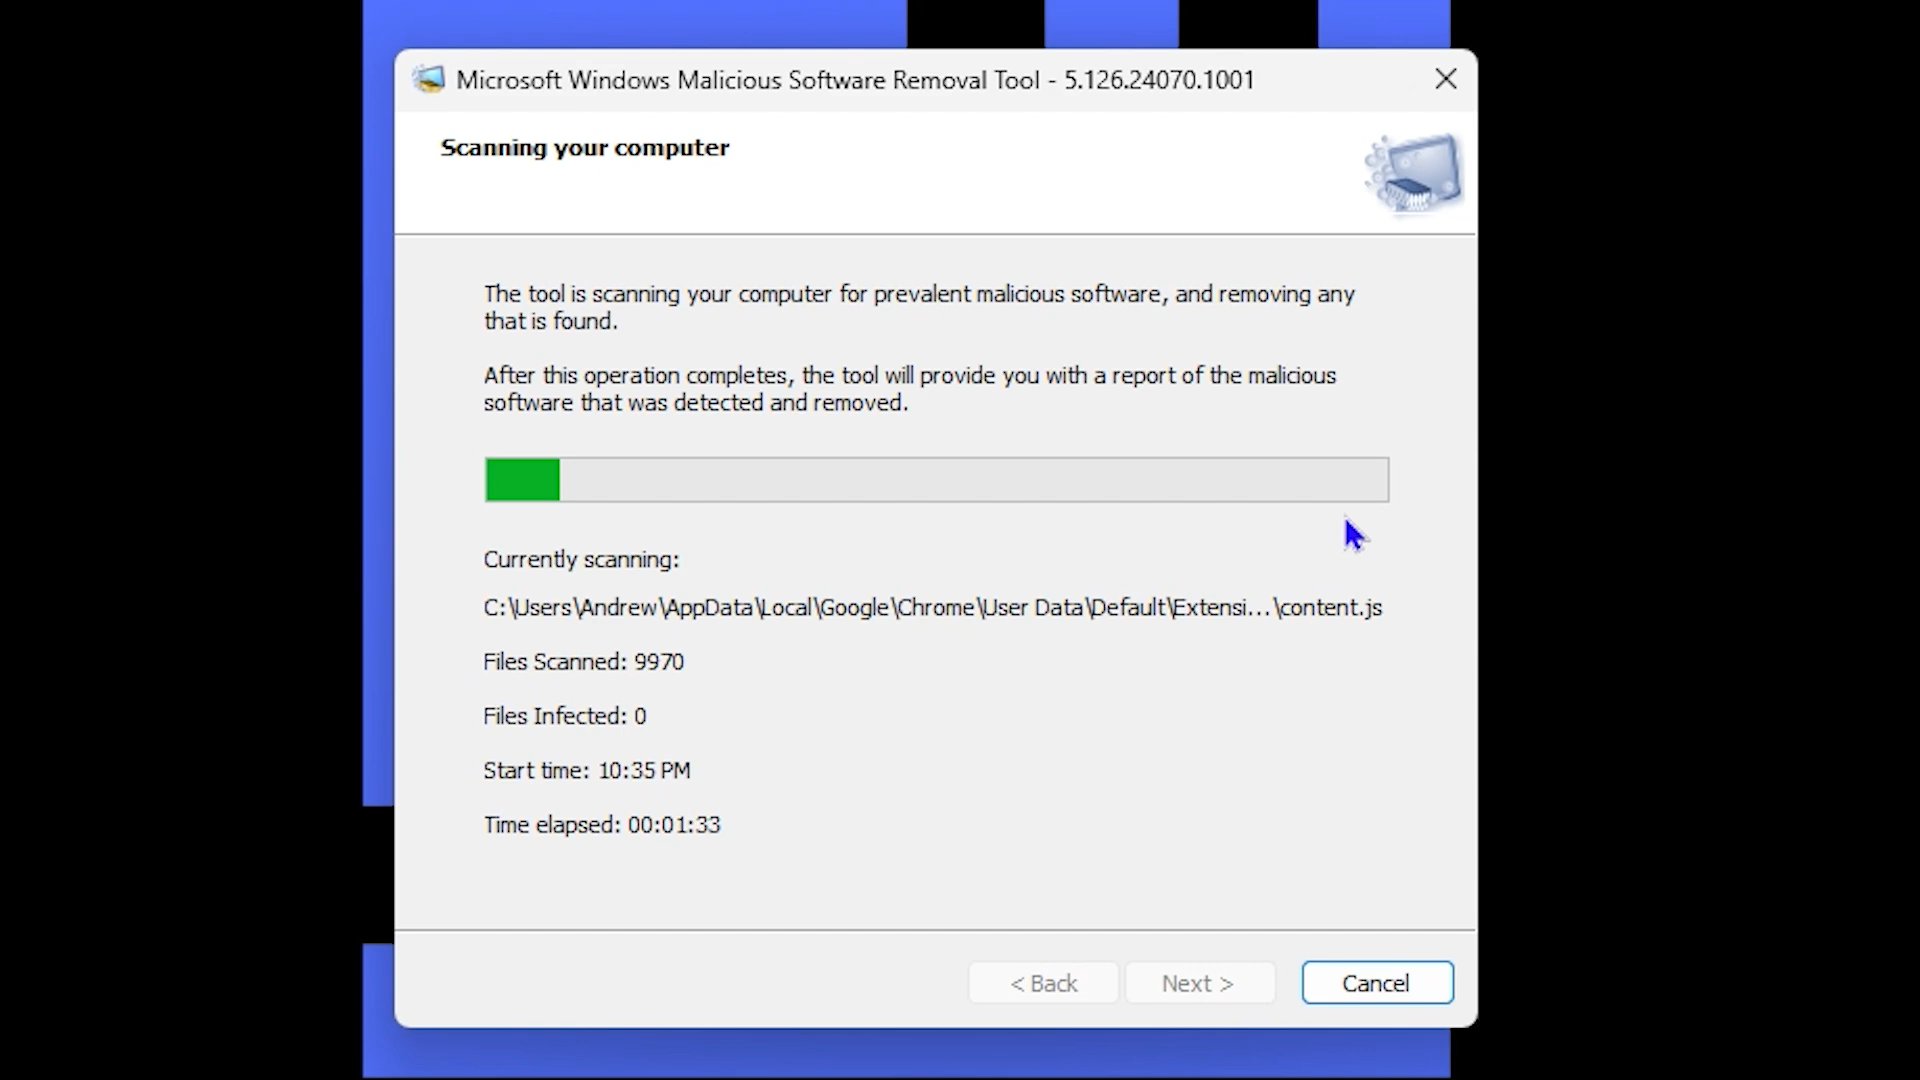 Microsoft Windows Malicious Software Removal Tool - 5.126.24070.1001
Scanning your computer
The tool is scanning your computer for prevalent malicious software, and removing any
that is found.
After this operation completes, the tool will provide you with a report of the malicious
software that was detected and removed.
Currently scanning:
C:\Users\Andrew\AppData\Local\Google\Chrome\User Data\Default\Extensi...\content.js
Files Scanned: 9970
Files Infected: 0
Start time: 10:35 PM
Time elapsed: 00:01:33
< Back Next > Cancel